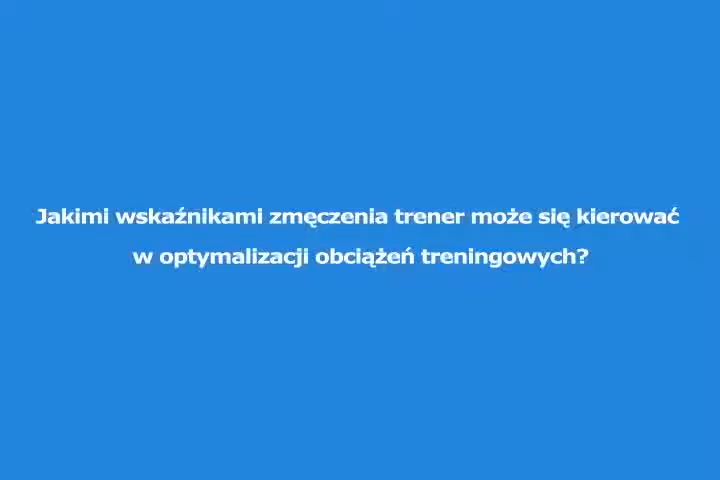 Jakimi wskaźnikami zmęczenia trener może się kierować
w optymalizacji obciążeń treningowych?